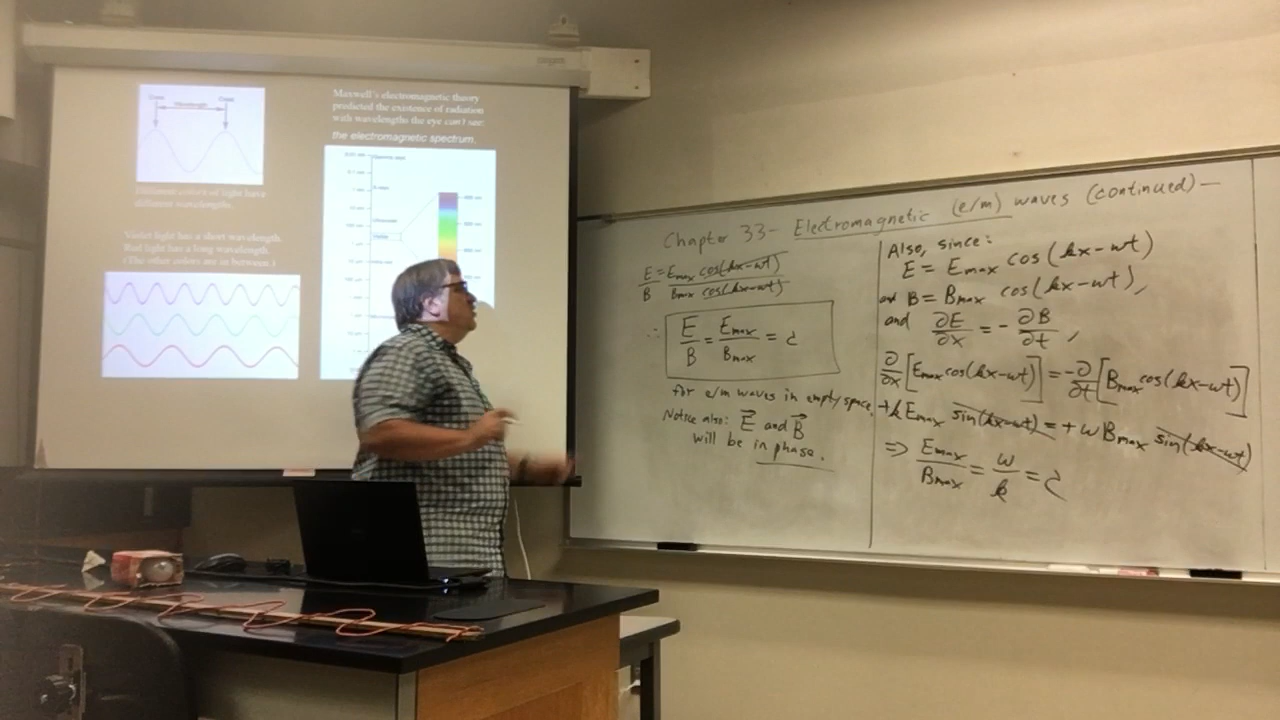 Crest Crest
Wavelength
Different colors of light have
different wavelengths.
Violet light has a short wavelength.
Red light has a long wavelength.
(The other colors are in between.)
Maxwell's electromagnetic theory
predicted the existence of radiation
with wavelengths the eye can't see:
the electromagnetic spectrum.
Chapter 33- Electromagnetic (e/m) waves (continued)—
E/B = Emax cos(kx-ωt)/Bmax cos(kx-ωt)
∴ E/B = Emax/Bmax = c
for e/m waves in empty space.
Notice also: E⃗ and B⃗
will be in phase.
Also, since:
E = Emax cos(kx-ωt)
and B = Bmax cos(kx-ωt),
and ∂E/∂x = - ∂B/∂t,
∂/∂x [Emax cos(kx-ωt)] = -∂/∂t [Bmax cos(kx-ωt)]
+k Emax sin(kx-ωt) = +ω Bmax sin(kx-ωt)
⇒ Emax/Bmax = ω/k = c